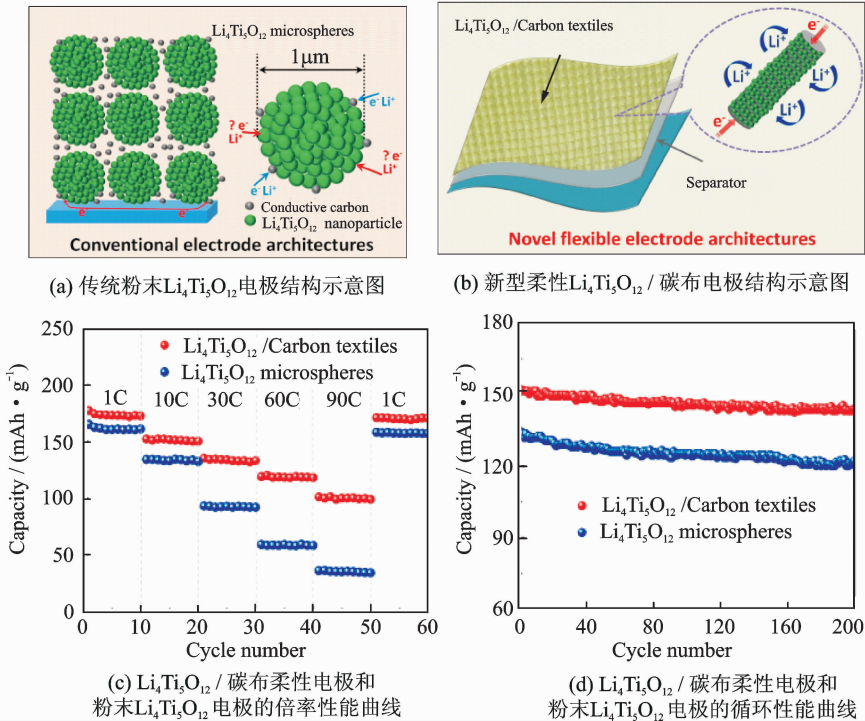 Li₄Ti₅O₁₂ microspheres
1μm
e⁻ Li⁺
? e⁻
Li⁺
? e⁻
Li⁺
e⁻ Li⁺
e⁻ e⁻
Conductive carbon
Li₄Ti₅O₁₂ nanoparticle
Conventional electrode architectures
(a) 传统粉末Li₄Ti₅O₁₂电极结构示意图
Li₄Ti₅O₁₂ /Carbon textiles
e⁻
Li⁺
Li⁺
Li⁺
Li⁺
e⁻
Separator
Novel flexible electrode architectures
(b) 新型柔性Li₄Ti₅O₁₂ / 碳布电极结构示意图
Capacity / (mAh·g⁻¹)
250
200
150
100
50
0
Li₄Ti₅O₁₂ /Carbon textiles
Li₄Ti₅O₁₂ microspheres
1C 10C 30C 60C 90C 1C
0 10 20 30 40 50 60
Cycle number
(c) Li₄Ti₅O₁₂ / 碳布柔性电极和
粉末Li₄Ti₅O₁₂ 电极的倍率性能曲线
Capacity / (mAh·g⁻¹)
180
150
120
90
60
Li₄Ti₅O₁₂ /Carbon textiles
Li₄Ti₅O₁₂ microspheres
0 40 80 120 160 200
Cycle number
(d) Li₄Ti₅O₁₂ / 碳布柔性电极和
粉末Li₄Ti₅O₁₂ 电极的循环性能曲线